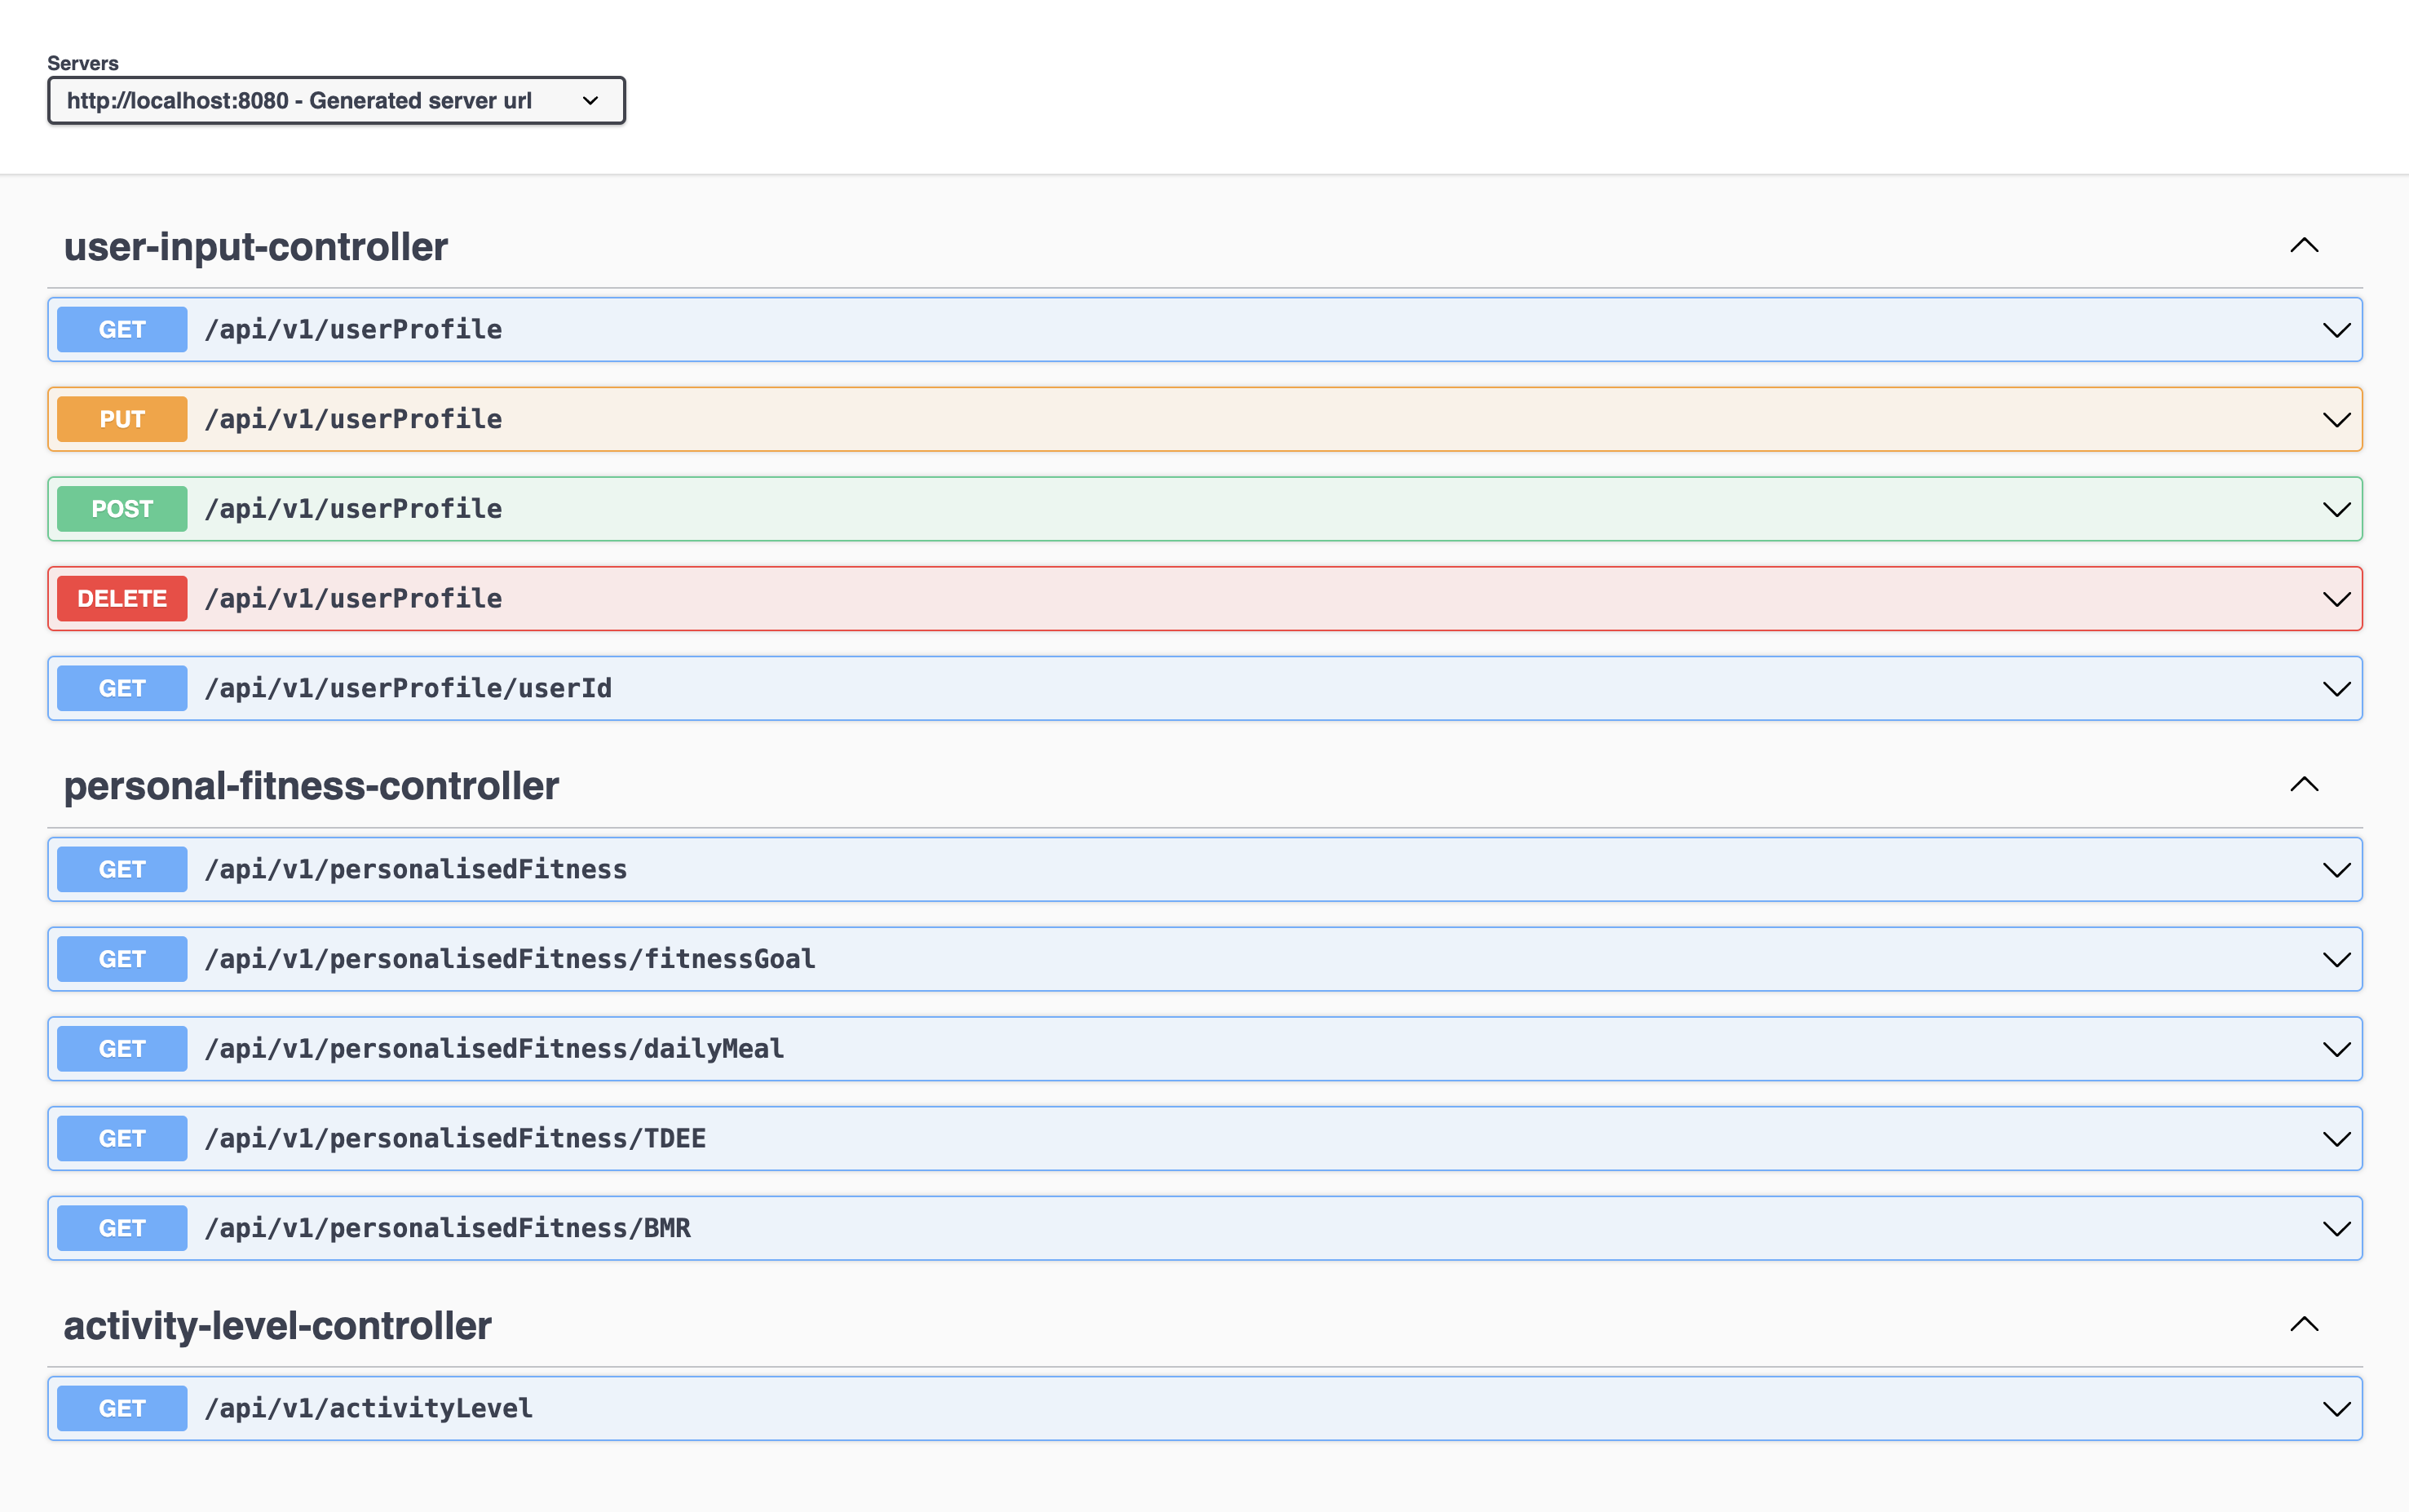 Servers
http://localhost:8080 - Generated server url
user-input-controller
GET /api/v1/userProfile
PUT /api/v1/userProfile
POST /api/v1/userProfile
DELETE /api/v1/userProfile
GET /api/v1/userProfile/userId
personal-fitness-controller
GET /api/v1/personalisedFitness
GET /api/v1/personalisedFitness/fitnessGoal
GET /api/v1/personalisedFitness/dailyMeal
GET /api/v1/personalisedFitness/TDEE
GET /api/v1/personalisedFitness/BMR
activity-level-controller
GET /api/v1/activityLevel